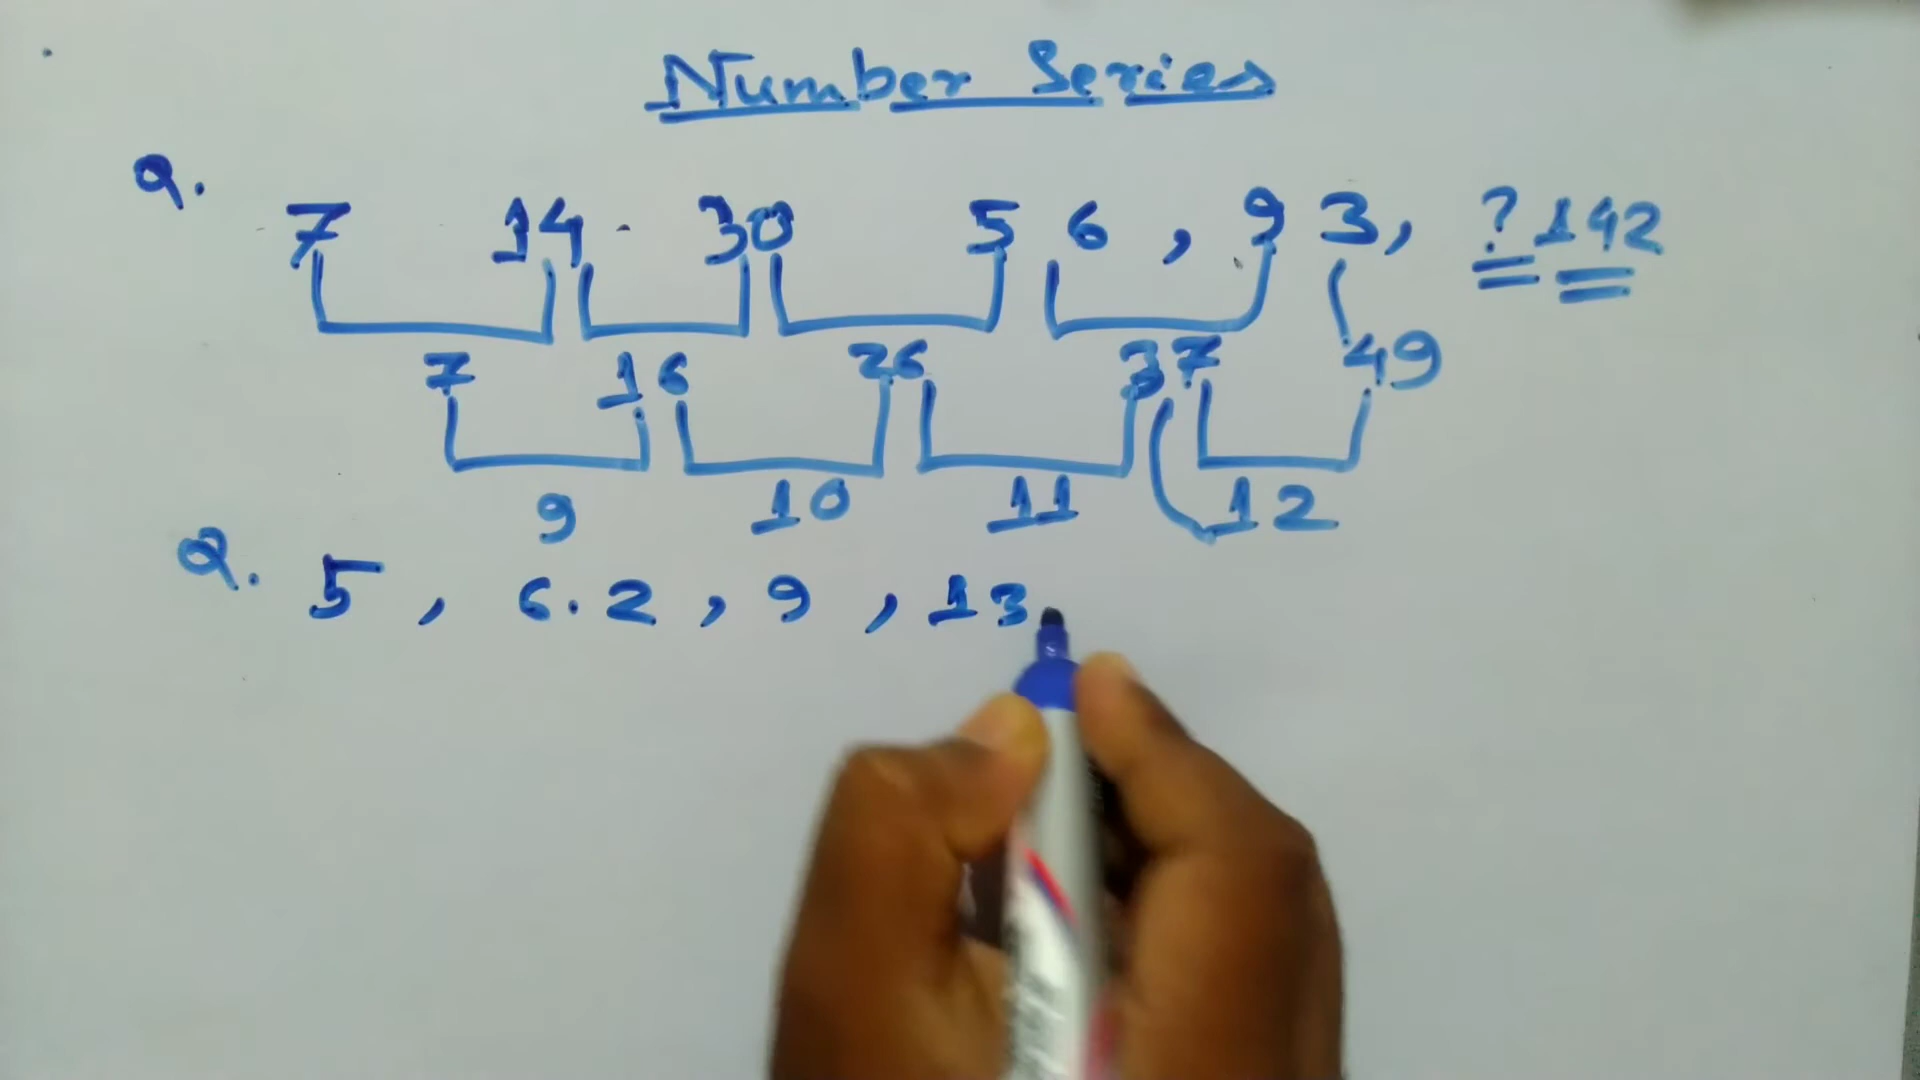 Number Series
Q. 7 14. 30 56, 93, ? 142
7 16 26 37 49
9 10 11 12
Q. 5, 6.2, 9, 13